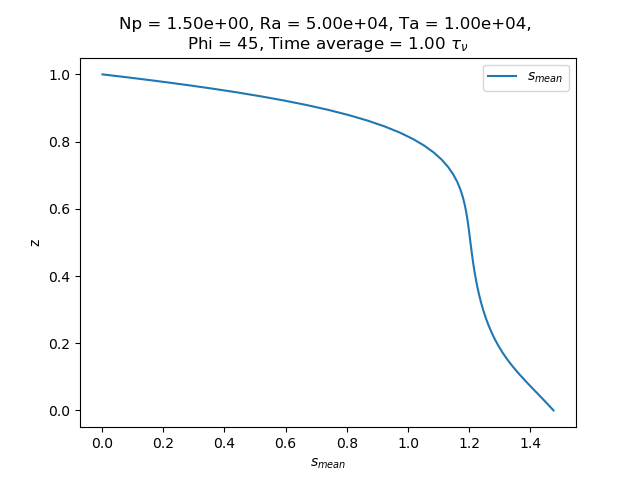 Np = 1.50e+00, Ra = 5.00e+04, Ta = 1.00e+04,
Phi = 45, Time average = 1.00 τν
s_mean
1.0
0.8
0.6
0.4
0.2
0.0
z
0.0 0.2 0.4 0.6 0.8 1.0 1.2 1.4
s_mean